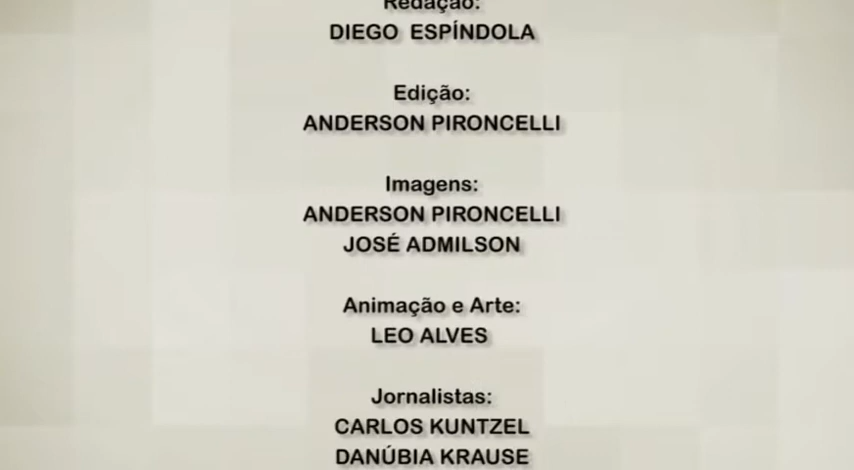 Redação:
DIEGO ESPÍNDOLA
Edição:
ANDERSON PIRONCELLI
Imagens:
ANDERSON PIRONCELLI
JOSÉ ADMILSON
Animação e Arte:
LEO ALVES
Jornalistas:
CARLOS KUNTZEL
DANÚBIA KRAUSE